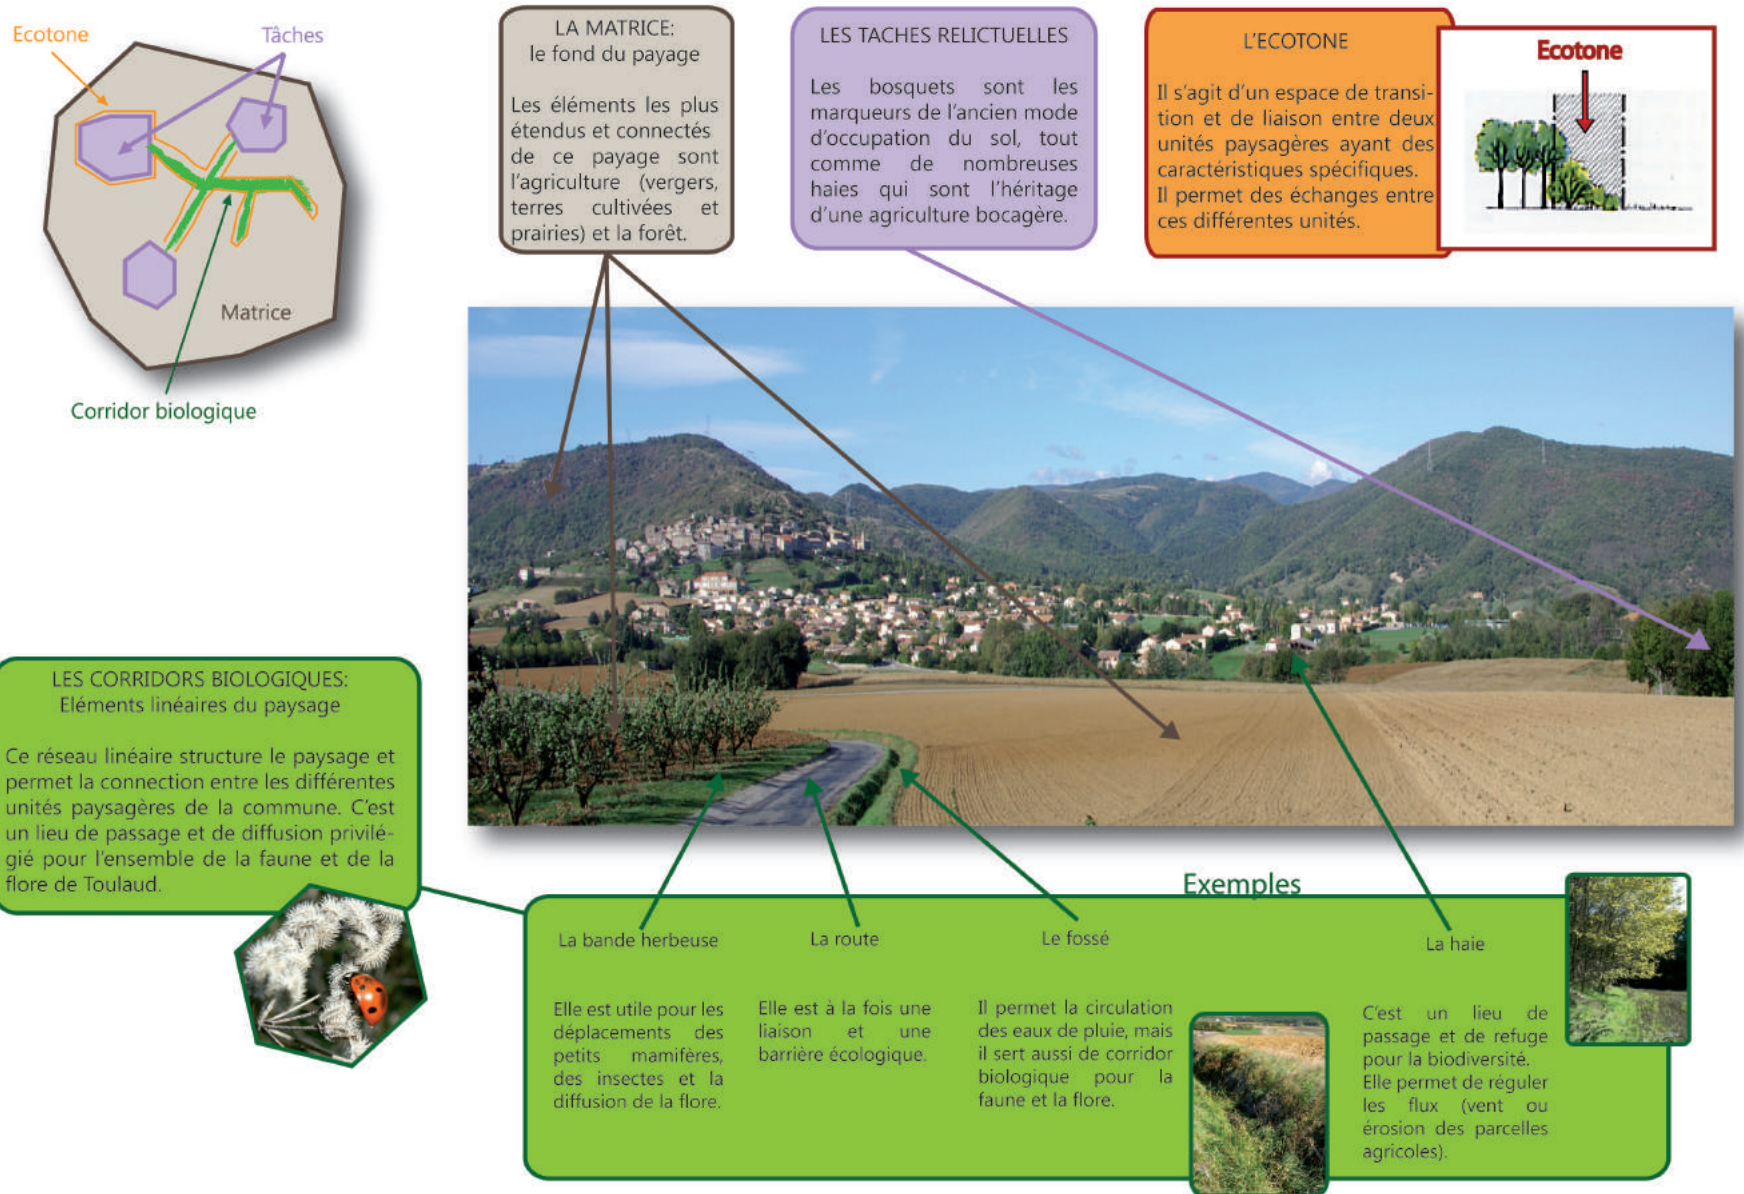 Ecotone
Tâches
Matrice
Corridor biologique
LA MATRICE:
le fond du payage
Les éléments les plus
étendus et connectés
de ce payage sont
l'agriculture (vergers,
terres cultivées et
prairies) et la forêt.
LES TACHES RELICTUELLES
Les bosquets sont les
marqueurs de l'ancien mode
d'occupation du sol, tout
comme de nombreuses
haies qui sont l'héritage
d'une agriculture bocagère.
L'ECOTONE
Il s'agit d'un espace de transi-
tion et de liaison entre deux
unités paysagères ayant des
caractéristiques spécifiques.
Il permet des échanges entre
ces différentes unités.
Ecotone
LES CORRIDORS BIOLOGIQUES:
Eléments linéaires du paysage
Ce réseau linéaire structure le paysage et
permet la connection entre les différentes
unités paysagères de la commune. C'est
un lieu de passage et de diffusion privilé-
gié pour l'ensemble de la faune et de la
flore de Toulaud.
Exemples
La bande herbeuse
Elle est utile pour les
déplacements des
petits mamifères,
des insectes et la
diffusion de la flore.
La route
Elle est à la fois une
liaison et une
barrière écologique.
Le fossé
Il permet la circulation
des eaux de pluie, mais
il sert aussi de corridor
biologique pour la
faune et la flore.
La haie
C'est un lieu de
passage et de refuge
pour la biodiversité.
Elle permet de réguler
les flux (vent ou
érosion des parcelles
agricoles).